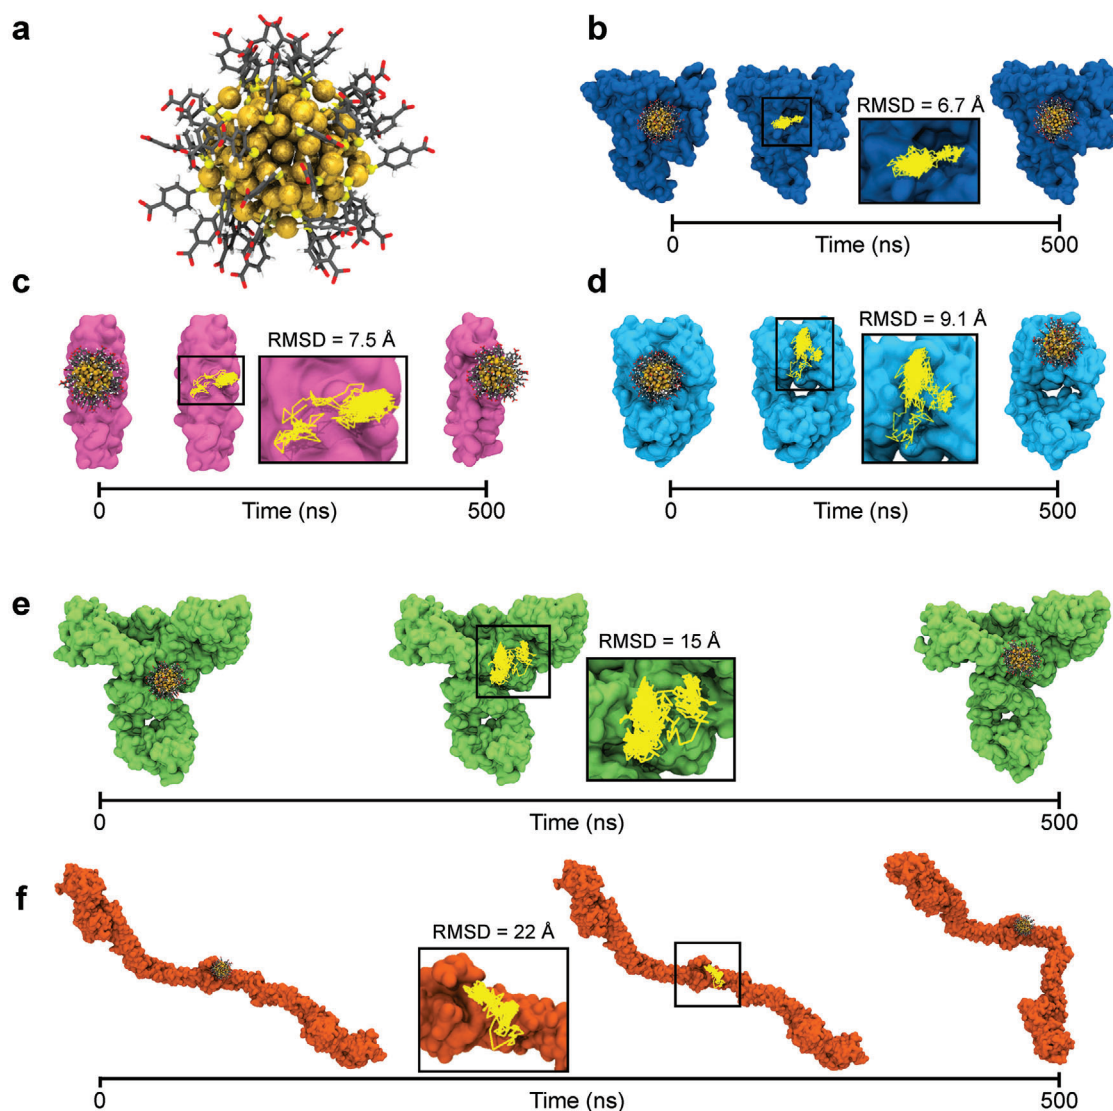 a
b
RMSD = 6.7 Å
0
500
Time (ns)
c
RMSD = 7.5 Å
0
500
Time (ns)
d
RMSD = 9.1 Å
0
500
Time (ns)
e
RMSD = 15 Å
0
Time (ns)
500
f
RMSD = 22 Å
0
Time (ns)
500